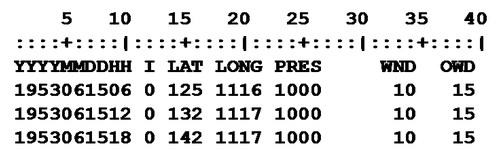 5 10 15 20 25 30 35 40
::::+::::|::::+::::|::::+::::|::::+::::|
YYYYMMDDHH I LAT LONG PRES WND OWD
1953061506 0 125 1116 1000 10 15
1953061512 0 132 1117 1000 10 15
1953061518 0 142 1117 1000 10 15